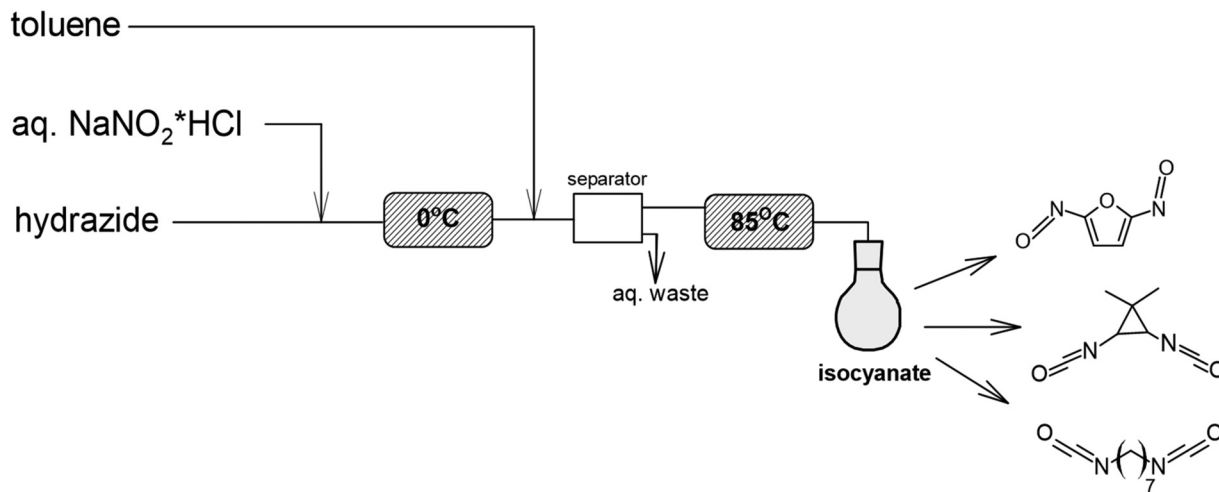 toluene
aq. NaNO₂*HCl
hydrazide
0°C
separator
aq. waste
85°C
isocyanate
O
N
O
N
O
O
N
N
O
O
N
N
O
7